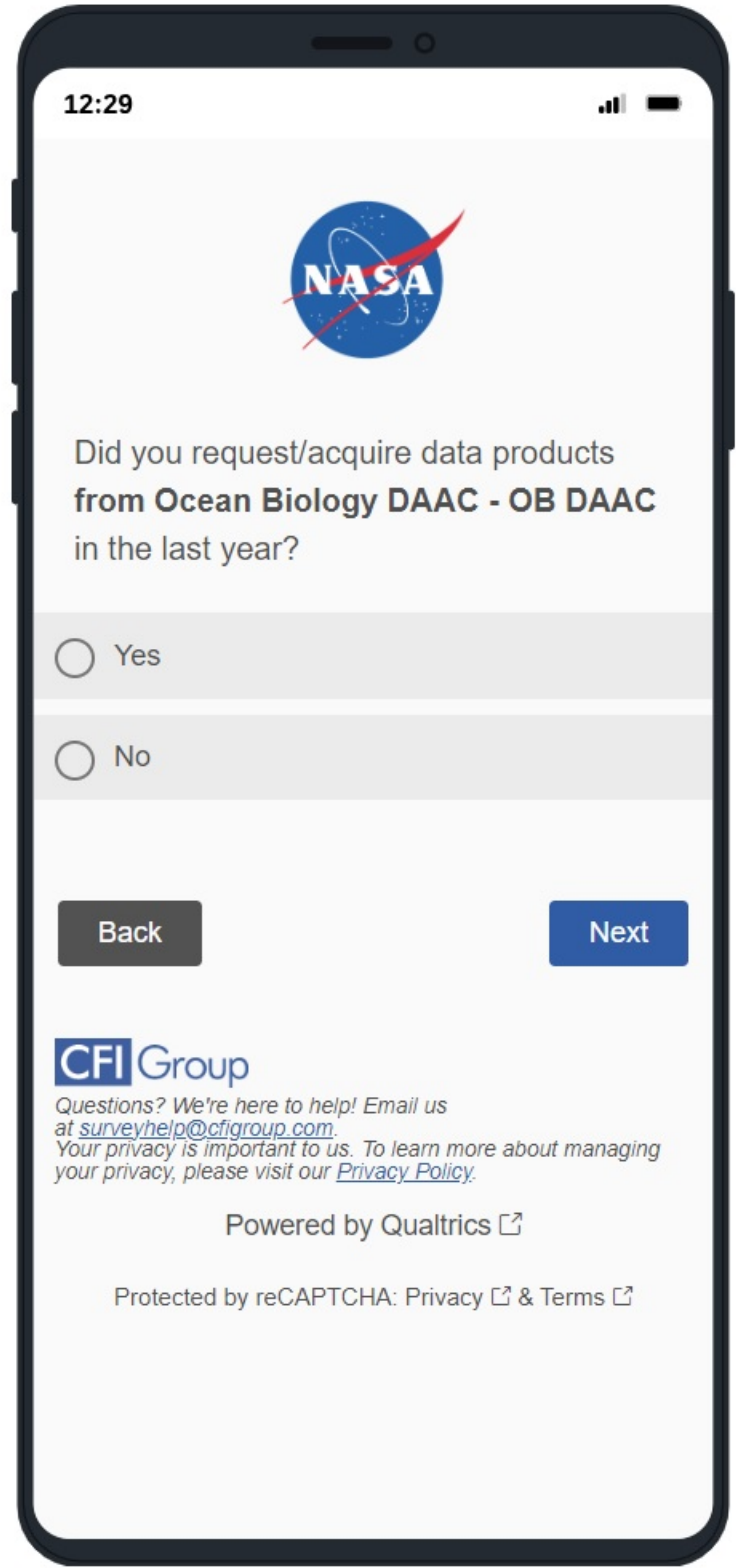 12:29
NASA
Did you request/acquire data products
from Ocean Biology DAAC - OB DAAC
in the last year?
Yes
No
Back
Next
CFI Group
Questions? We're here to help! Email us
at surveyhelp@cfigroup.com.
Your privacy is important to us. To learn more about managing
your privacy, please visit our Privacy Policy.
Powered by Qualtrics
Protected by reCAPTCHA: Privacy & Terms